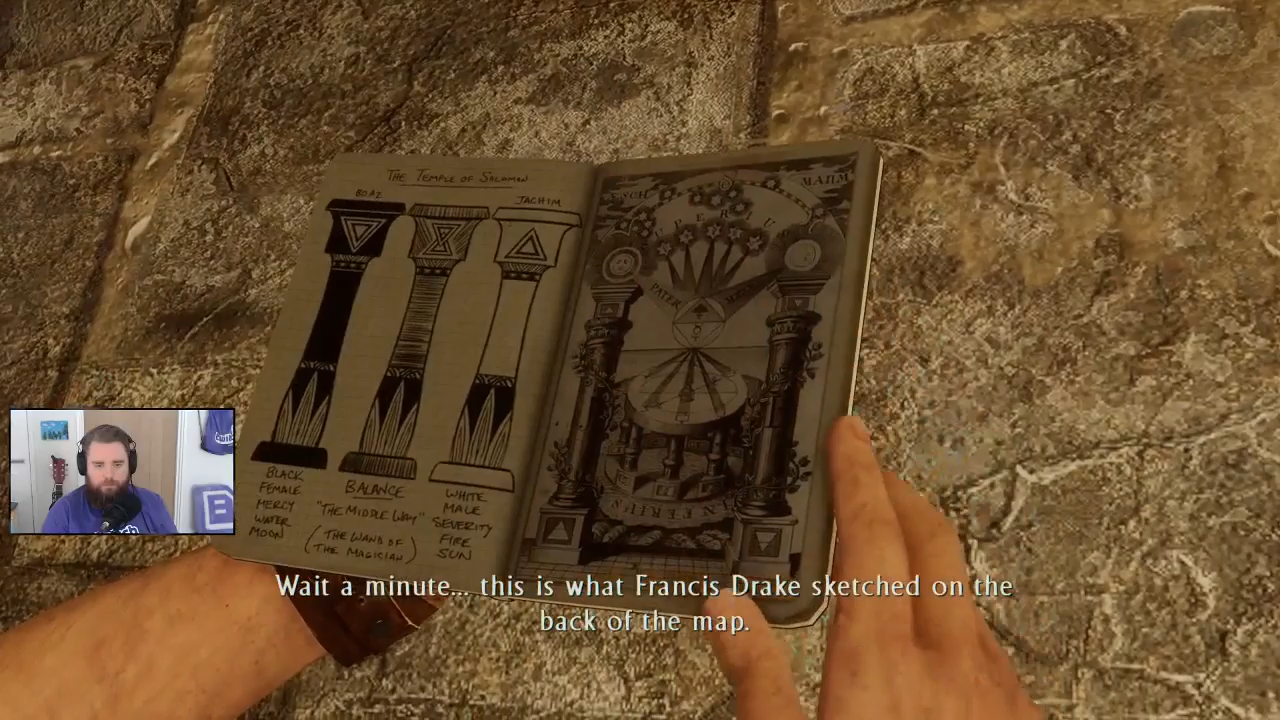 THE TEMPLE OF SOLOMON
BOAZ
JACHIM
BLACK
FEMALE
MERCY
WATER
MOON
BALANCE
"THE MIDDLE WAY"
(THE WAND OF
THE MAGICIAN)
WHITE
MALE
SEVERITY
FIRE
SUN
PATER
INFERIUS
Wait a minute... this is what Francis Drake sketched on the
back of the map.